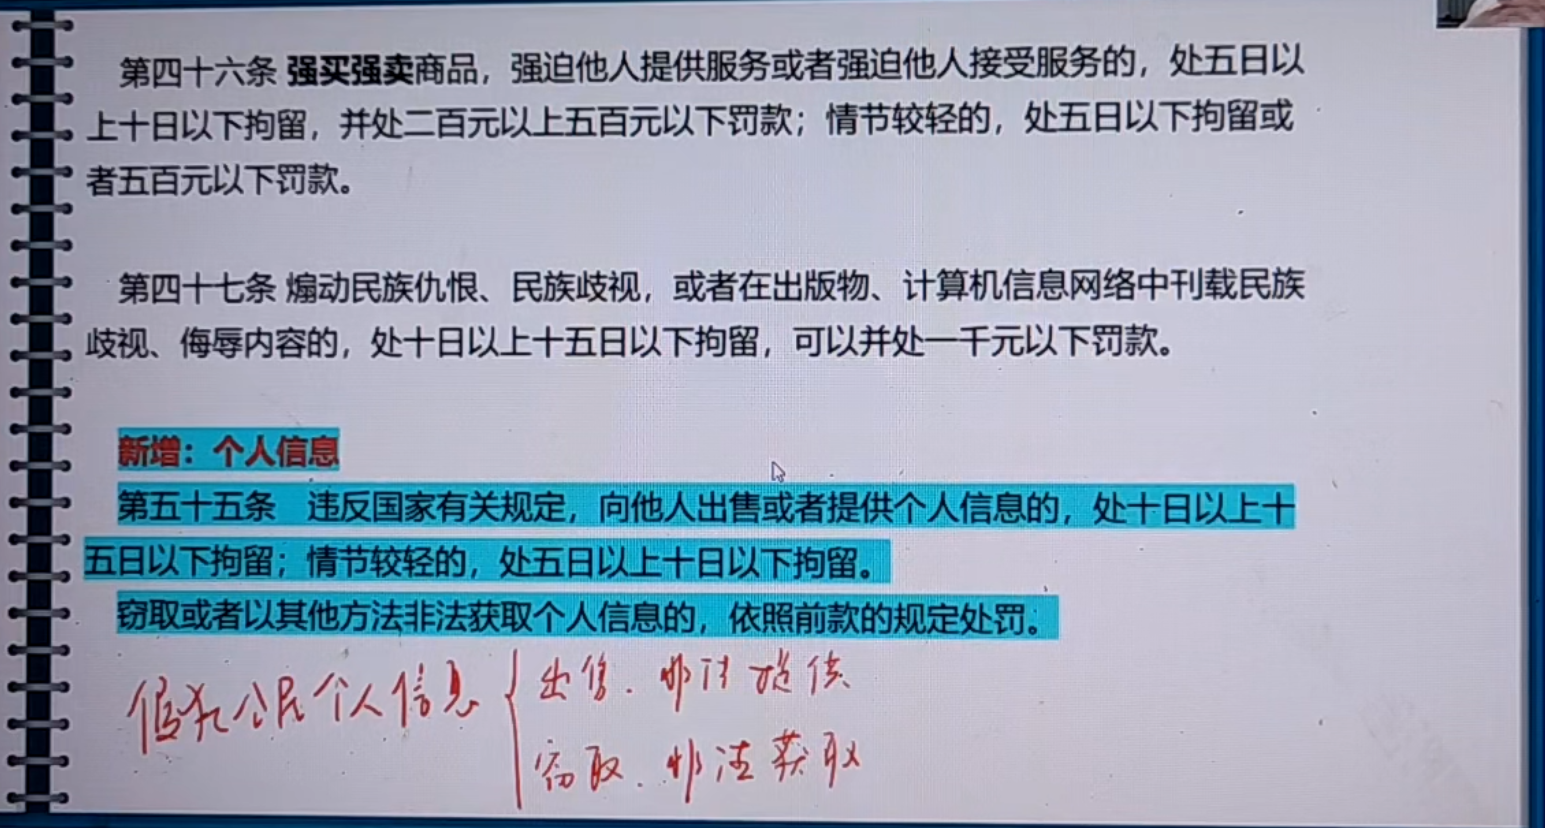 第四十六条 强买强卖商品，强迫他人提供服务或者强迫他人接受服务的，处五日以
上十日以下拘留，并处二百元以上五百元以下罚款；情节较轻的，处五日以下拘留或
者五百元以下罚款。
第四十七条 煽动民族仇恨、民族歧视，或者在出版物、计算机信息网络中刊载民族
歧视、侮辱内容的，处十日以上十五日以下拘留，可以并处一千元以下罚款。
新增：个人信息
第五十五条 违反国家有关规定，向他人出售或者提供个人信息的，处十日以上十
五日以下拘留；情节较轻的，处五日以上十日以下拘留。
窃取或者以其他方法非法获取个人信息的，依照前款的规定处罚。
侵犯公民个人信息
出售.非法提供
窃取.非法获取